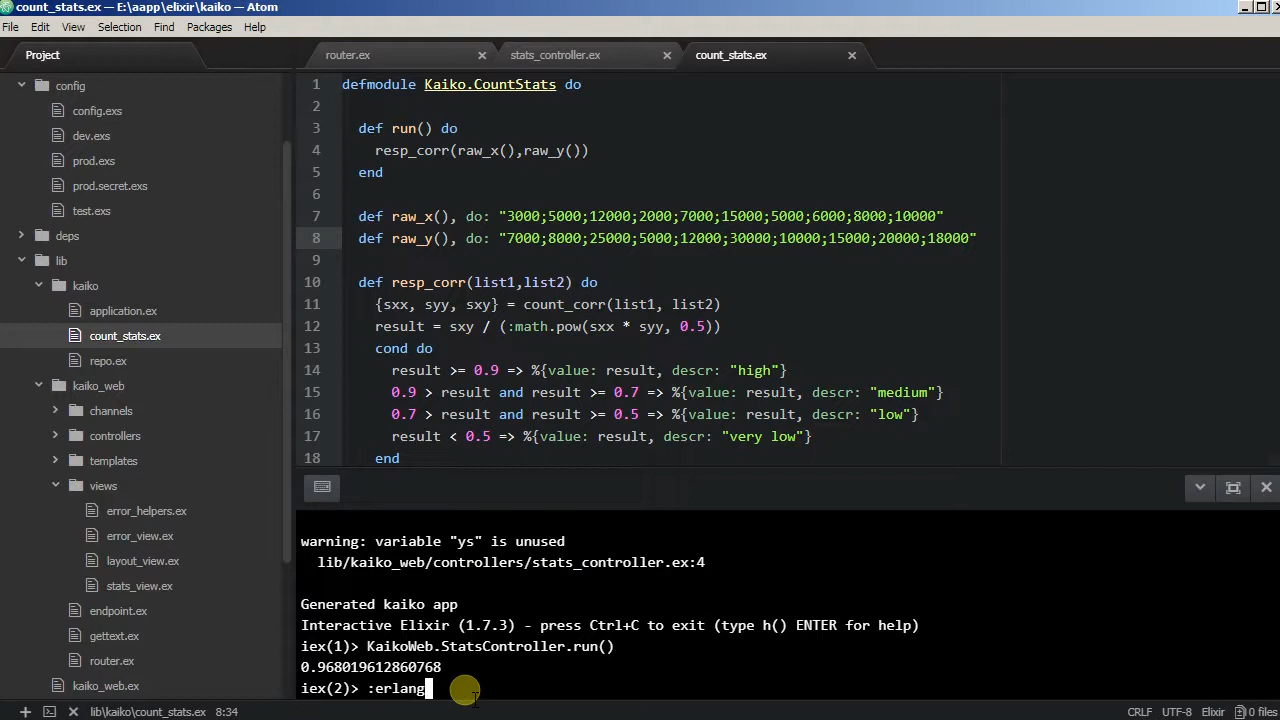 count_stats.ex — E:\aapp\elixir\kaiko — Atom
File Edit View Selection Find Packages Help
Project
router.ex
stats_controller.ex
count_stats.ex
config
config.exs
dev.exs
prod.exs
prod.secret.exs
test.exs
deps
lib
kaiko
application.ex
count_stats.ex
repo.ex
kaiko_web
channels
controllers
templates
views
error_helpers.ex
error_view.ex
layout_view.ex
stats_view.ex
endpoint.ex
gettext.ex
router.ex
kaiko_web.ex
1 defmodule Kaiko.CountStats do
2
3 def run() do
4 resp_corr(raw_x(),raw_y())
5 end
6
7 def raw_x(), do: "3000;5000;12000;2000;7000;15000;5000;6000;8000;10000"
8 def raw_y(), do: "7000;8000;25000;5000;12000;30000;10000;15000;20000;18000"
9
10 def resp_corr(list1,list2) do
11 {sxx, syy, sxy} = count_corr(list1, list2)
12 result = sxy / (:math.pow(sxx * syy, 0.5))
13 cond do
14 result >= 0.9 => %{value: result, descr: "high"}
15 0.9 > result and result >= 0.7 => %{value: result, descr: "medium"}
16 0.7 > result and result >= 0.5 => %{value: result, descr: "low"}
17 result < 0.5 => %{value: result, descr: "very low"}
18 end
warning: variable "ys" is unused
lib/kaiko_web/controllers/stats_controller.ex:4
Generated kaiko app
Interactive Elixir (1.7.3) - press Ctrl+C to exit (type h() ENTER for help)
iex(1)> KaikoWeb.StatsController.run()
0.968019612860768
iex(2)> :erlang
lib\kaiko\count_stats.ex 8:34
CRLF UTF-8 Elixir 0 files